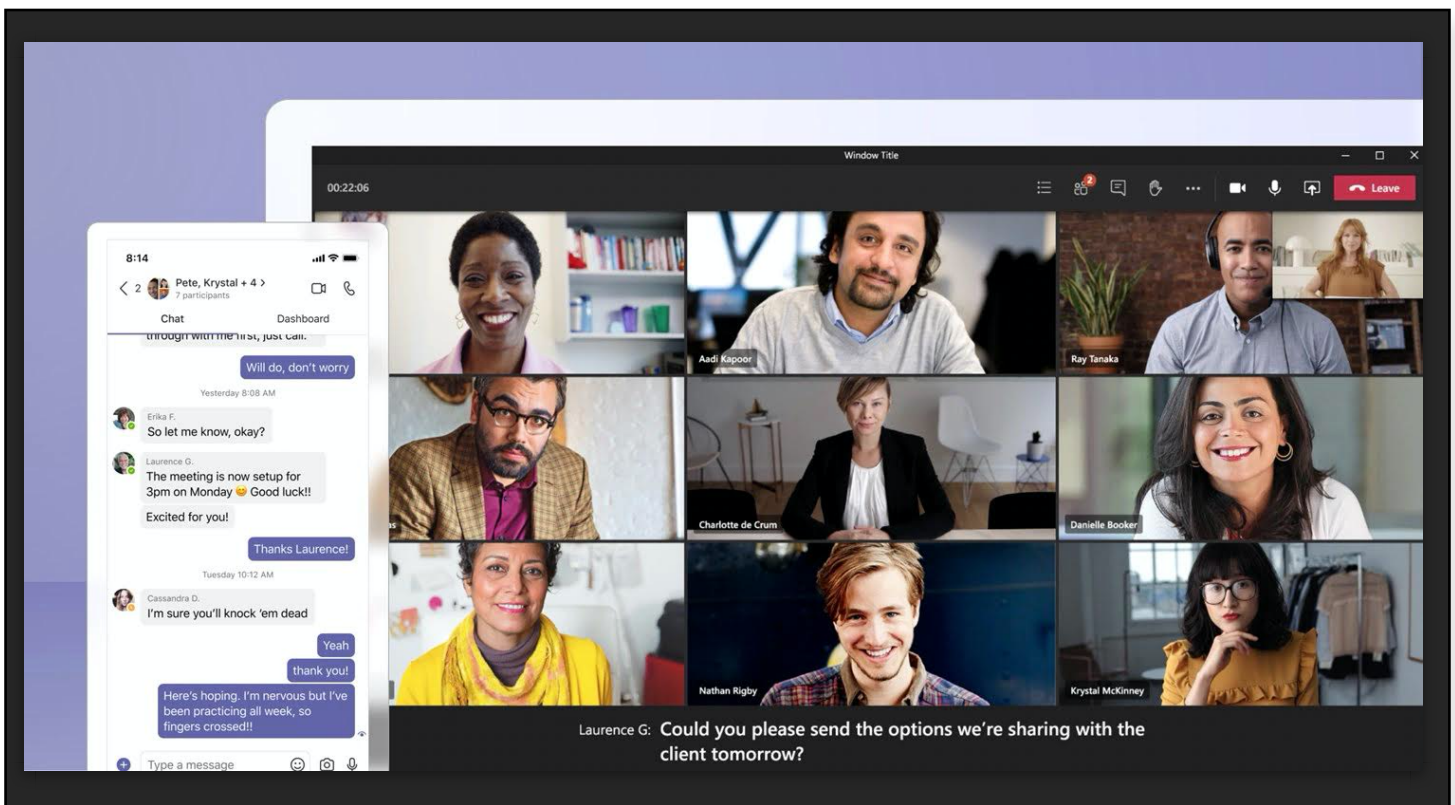 Window Title
00:22:06
2
Leave
8:14
2
Pete, Krystal + 4 >
7 participants
Chat
Dashboard
through with me first, just call.
Will do, don't worry
Yesterday 8:08 AM
Erika F.
So let me know, okay?
Laurence G.
The meeting is now setup for
3pm on Monday 😊 Good luck!!
Excited for you!
Thanks Laurence!
Tuesday 10:12 AM
Cassandra D.
I'm sure you'll knock 'em dead
Yeah
thank you!
Here's hoping. I'm nervous but I've
been practicing all week, so
fingers crossed!!
Type a message
Aadi Kapoor
Ray Tanaka
as
Charlotte de Crum
Danielle Booker
Nathan Rigby
Krystal McKinney
Laurence G: Could you please send the options we're sharing with the
client tomorrow?